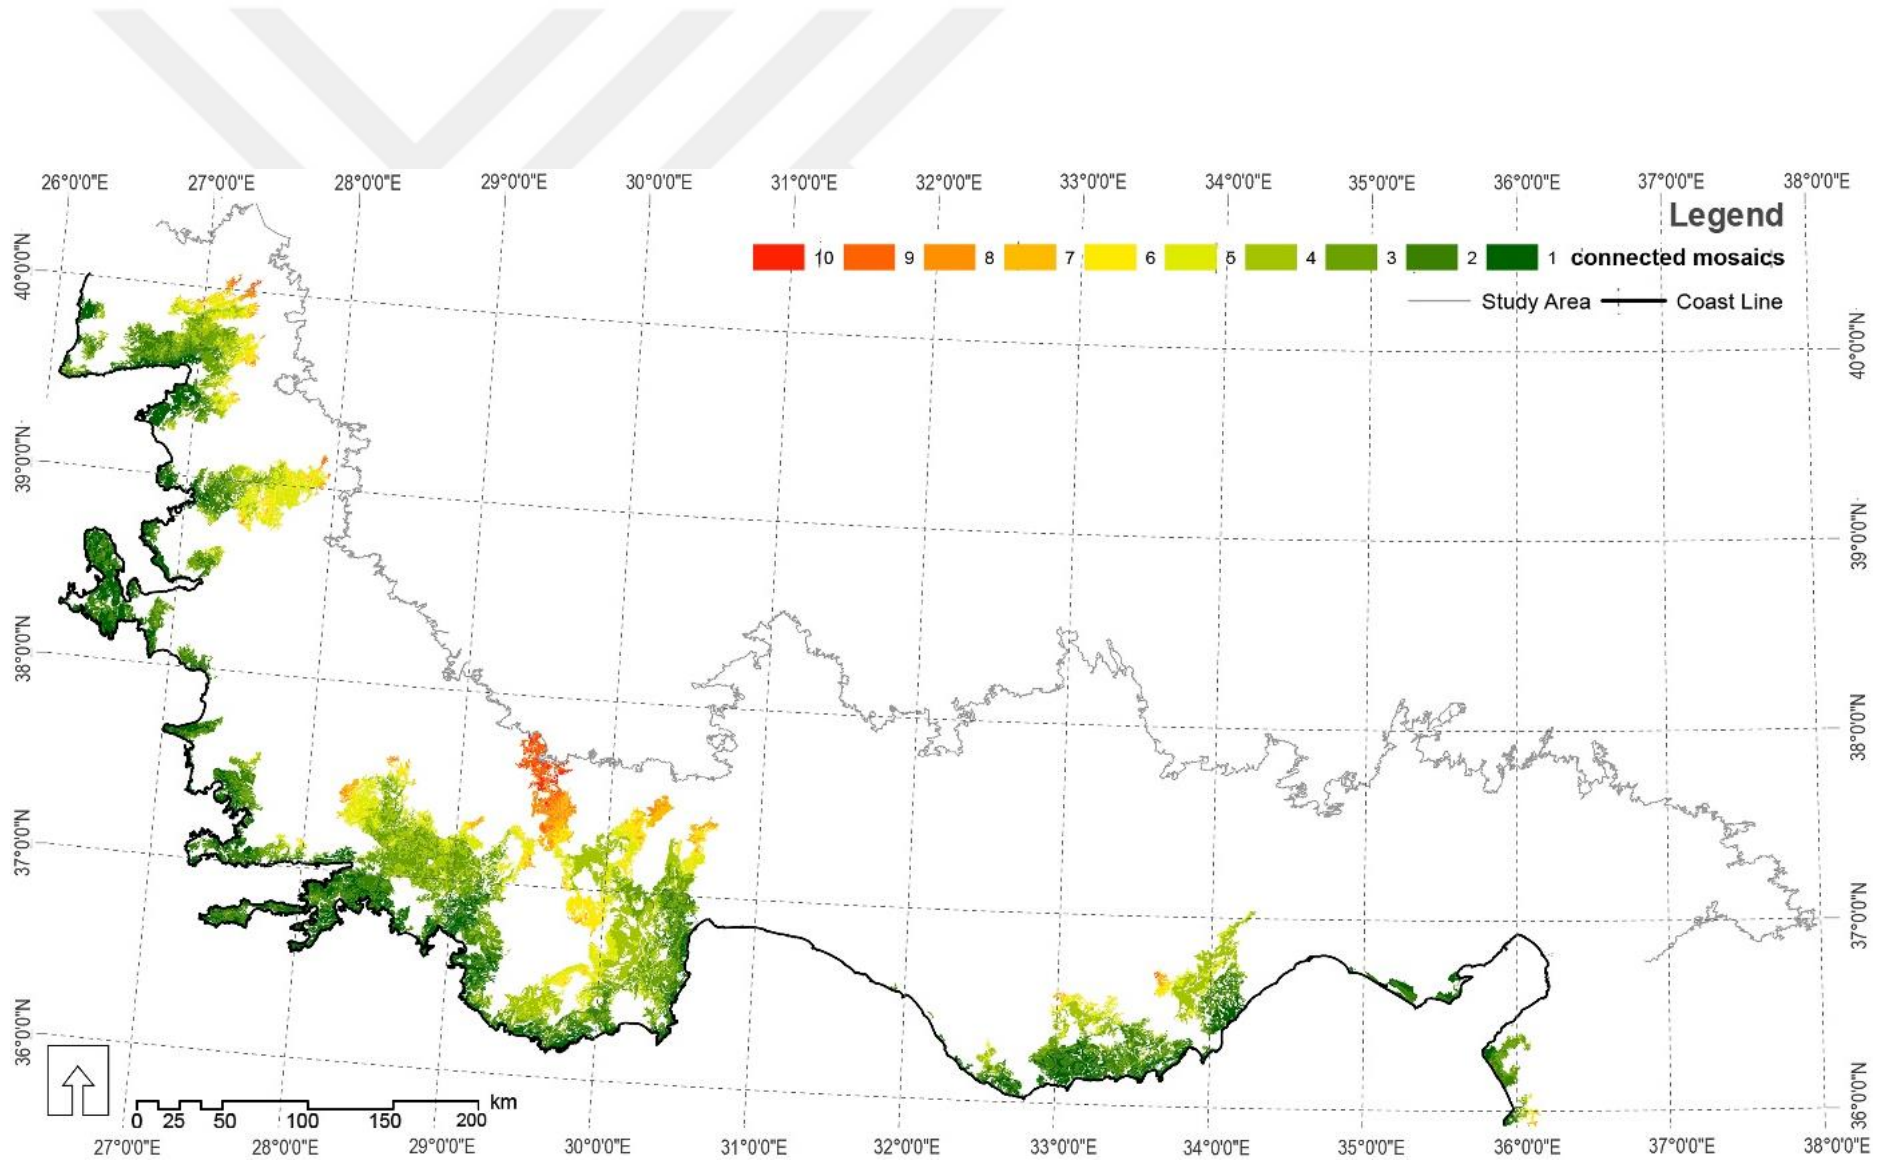 26°0'0"E 27°0'0"E 28°0'0"E 29°0'0"E 30°0'0"E 31°0'0"E 32°0'0"E 33°0'0"E 34°0'0"E 35°0'0"E 36°0'0"E 37°0'0"E 38°0'0"E
Legend
10 9 8 7 6 5 4 3 2 1 connected mosaics
Study Area Coast Line
40°0'0"N
39°0'0"N
38°0'0"N
37°0'0"N
36°0'0"N
40°0'0"N
39°0'0"N
38°0'0"N
37°0'0"N
36°0'0"N
km
0 25 50 100 150 200
27°0'0"E 28°0'0"E 29°0'0"E 30°0'0"E 31°0'0"E 32°0'0"E 33°0'0"E 34°0'0"E 35°0'0"E 36°0'0"E 37°0'0"E 38°0'0"E